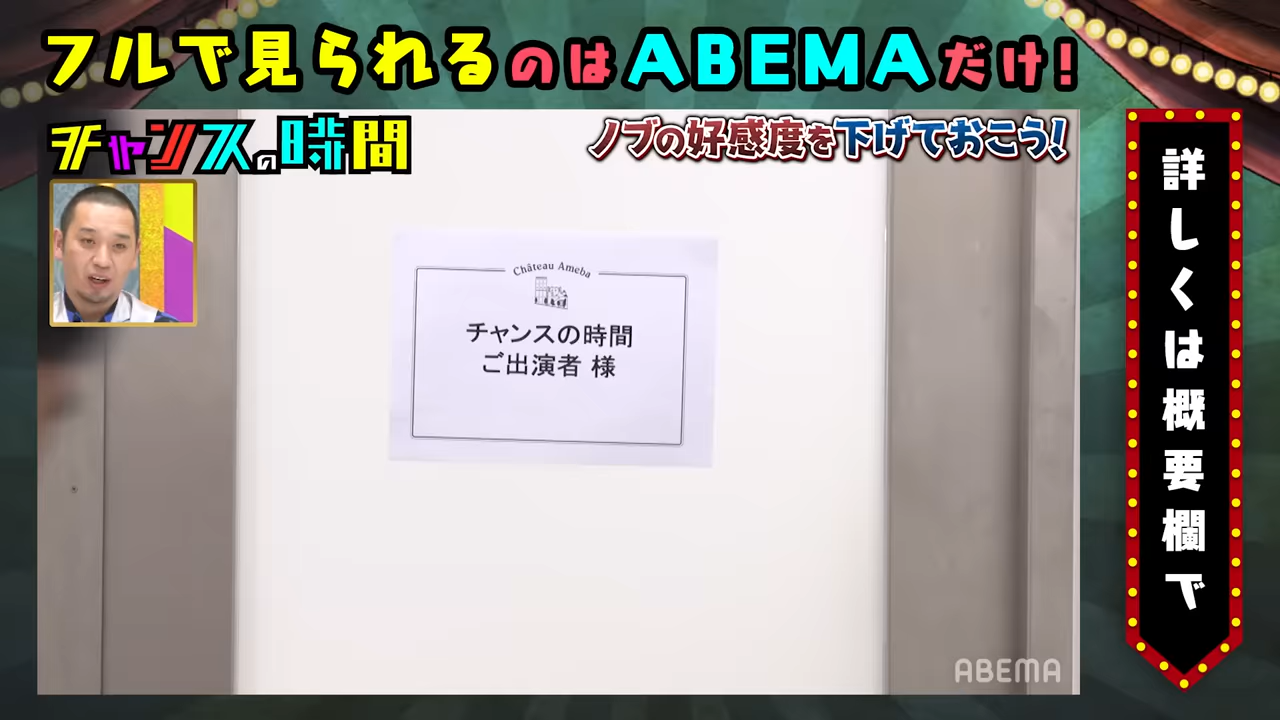 フルで見られるのはABEMAだけ!
チャンスの時間
ノブの好感度を下げておこう!
詳しくは概要欄で
Château Ameba
チャンスの時間
ご出演者 様
ABEMA